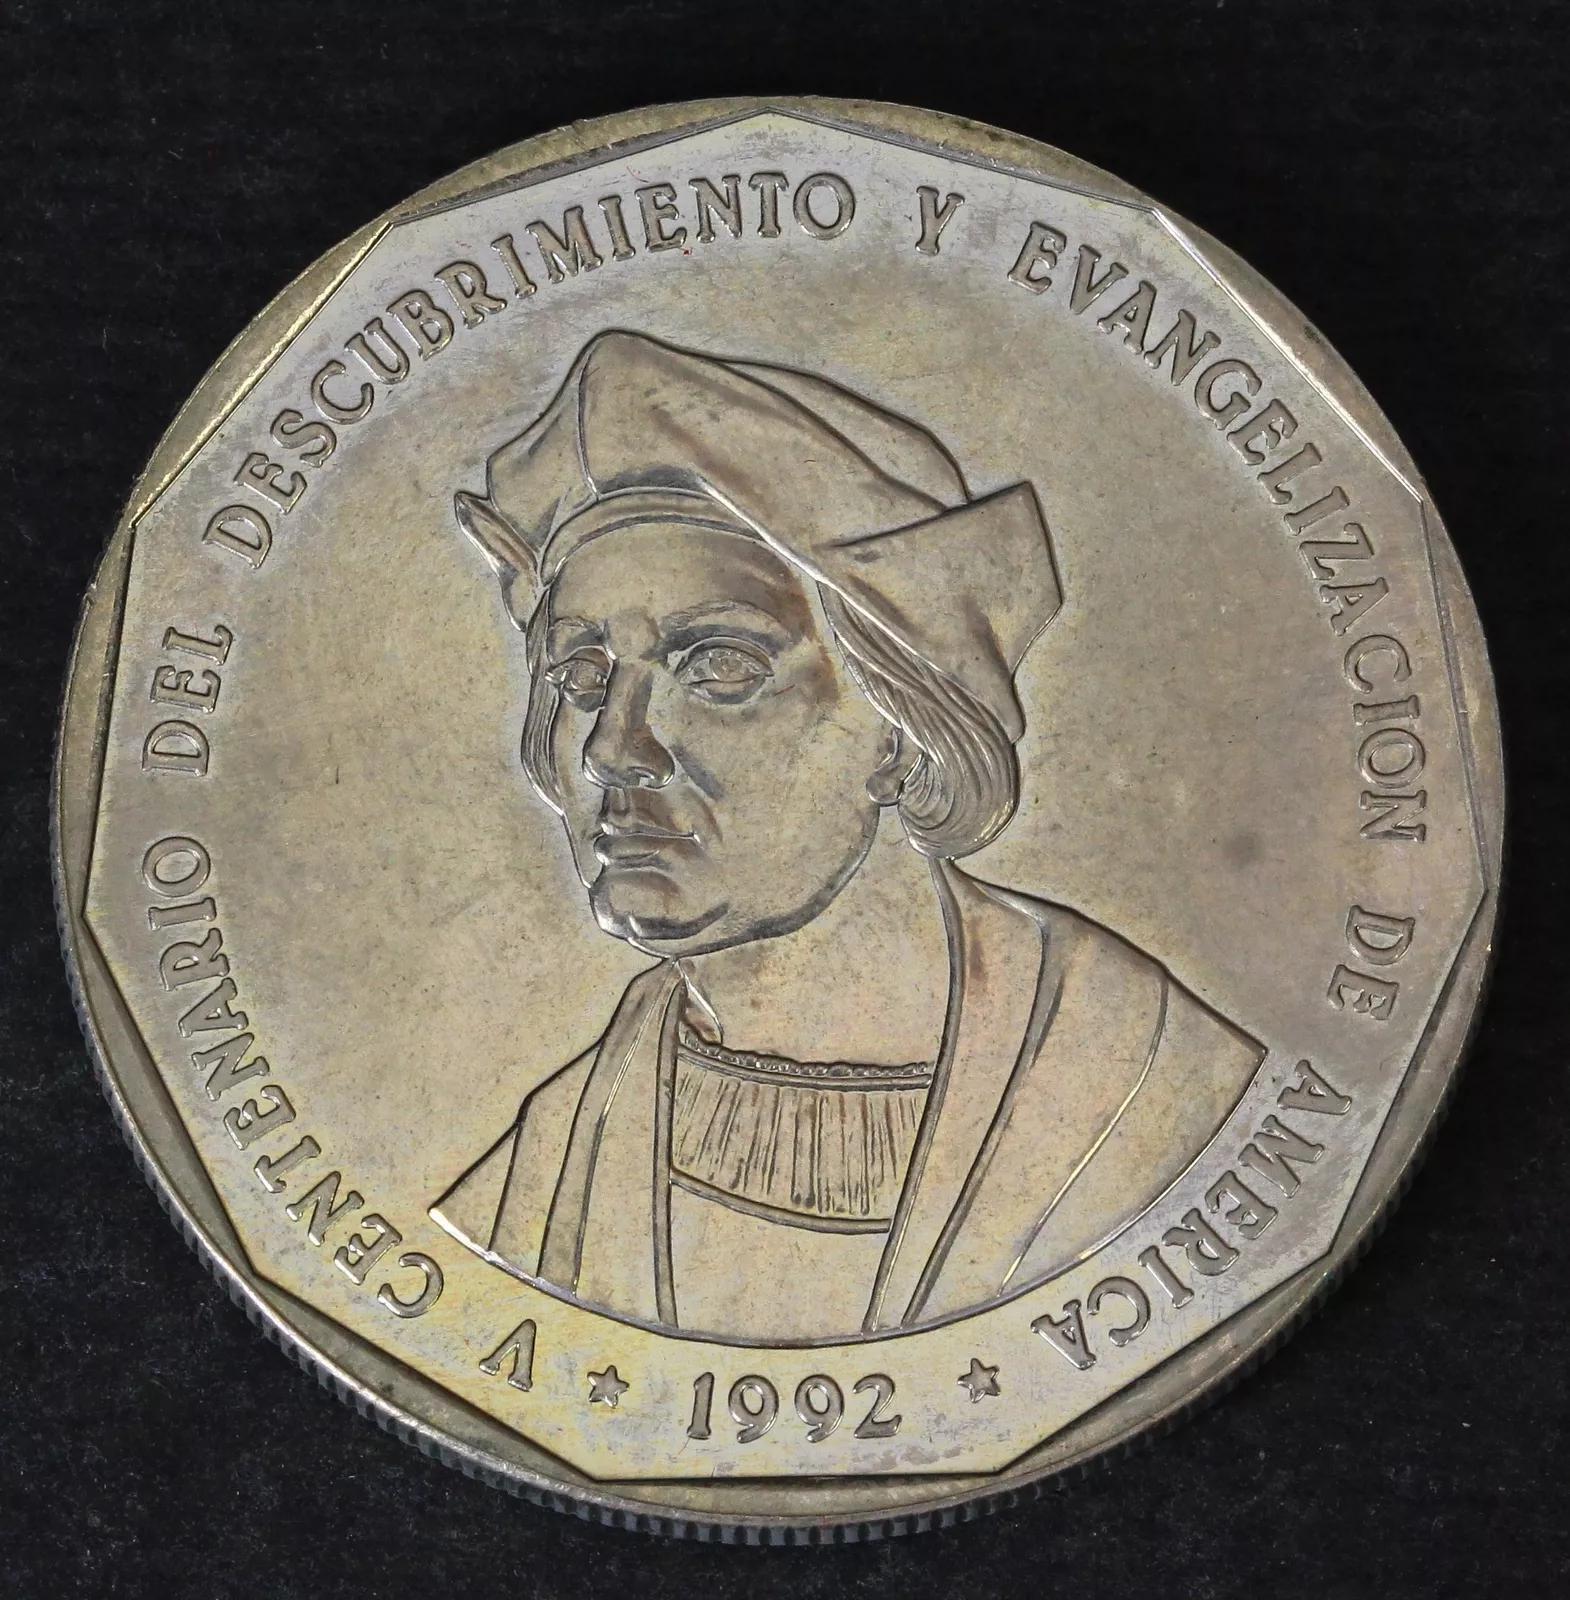 V CENTENARIO DEL DESCUBRIMIENTO Y EVANGELIZACION DE AMERICA
★ 1992 ★